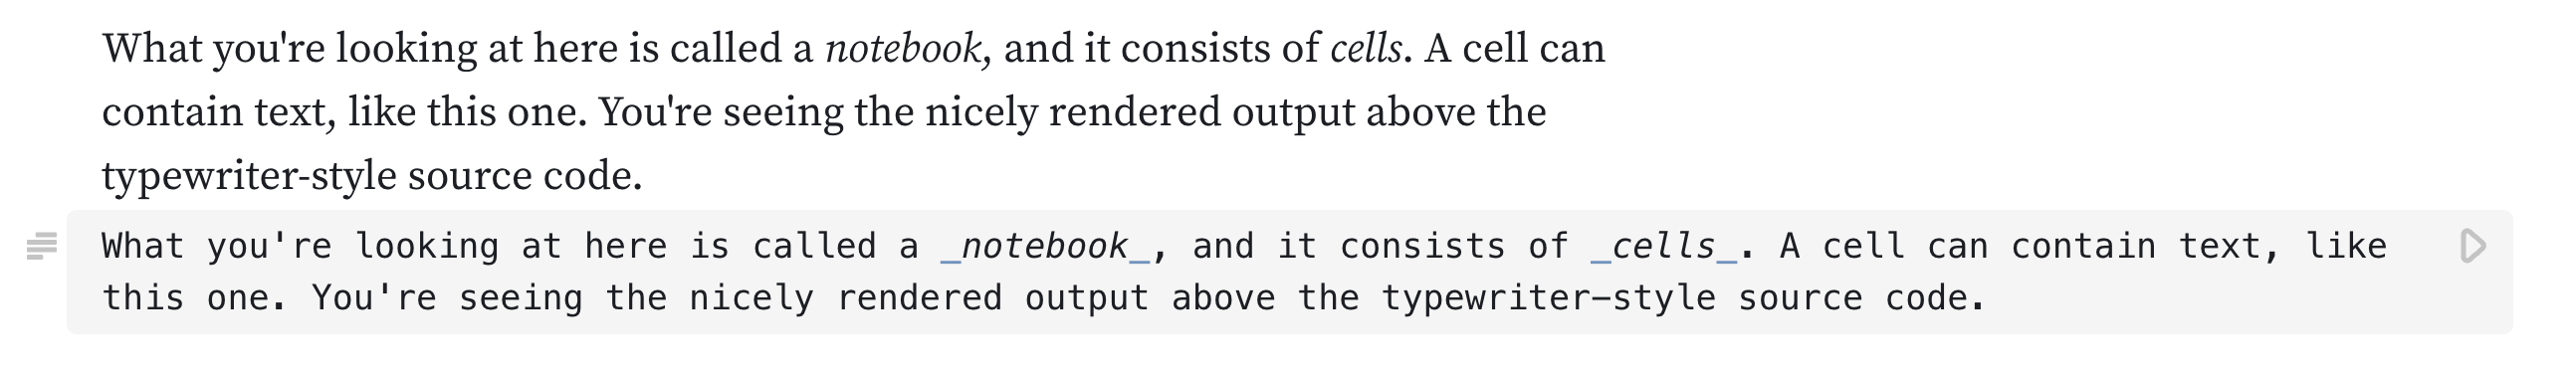 What you're looking at here is called a notebook, and it consists of cells. A cell can
contain text, like this one. You're seeing the nicely rendered output above the
typewriter-style source code.
What you're looking at here is called a _notebook_, and it consists of _cells_. A cell can contain text, like
this one. You're seeing the nicely rendered output above the typewriter-style source code.